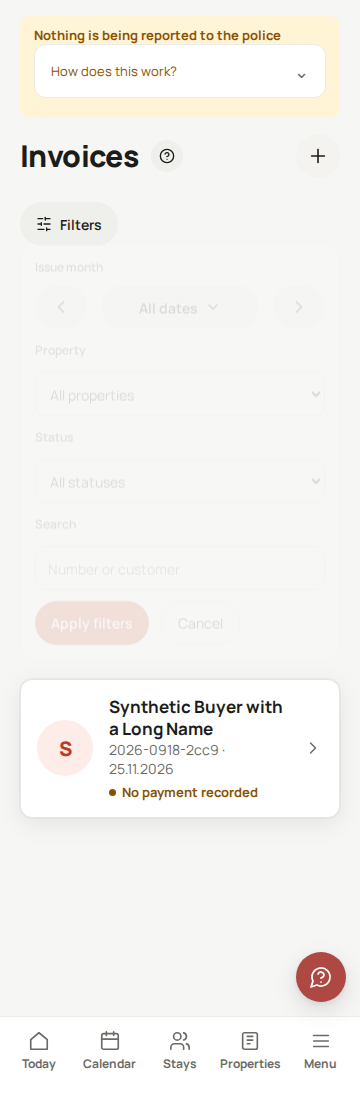 Nothing is being reported to the police
How does this work?
Invoices
Filters
Issue month
All dates
Property
All properties
Status
All statuses
Search
Number or customer
Apply filters
Cancel
S
Synthetic Buyer with
a Long Name
2026-0918-2cc9 ·
25.11.2026
No payment recorded
Today
Calendar
Stays
Properties
Menu